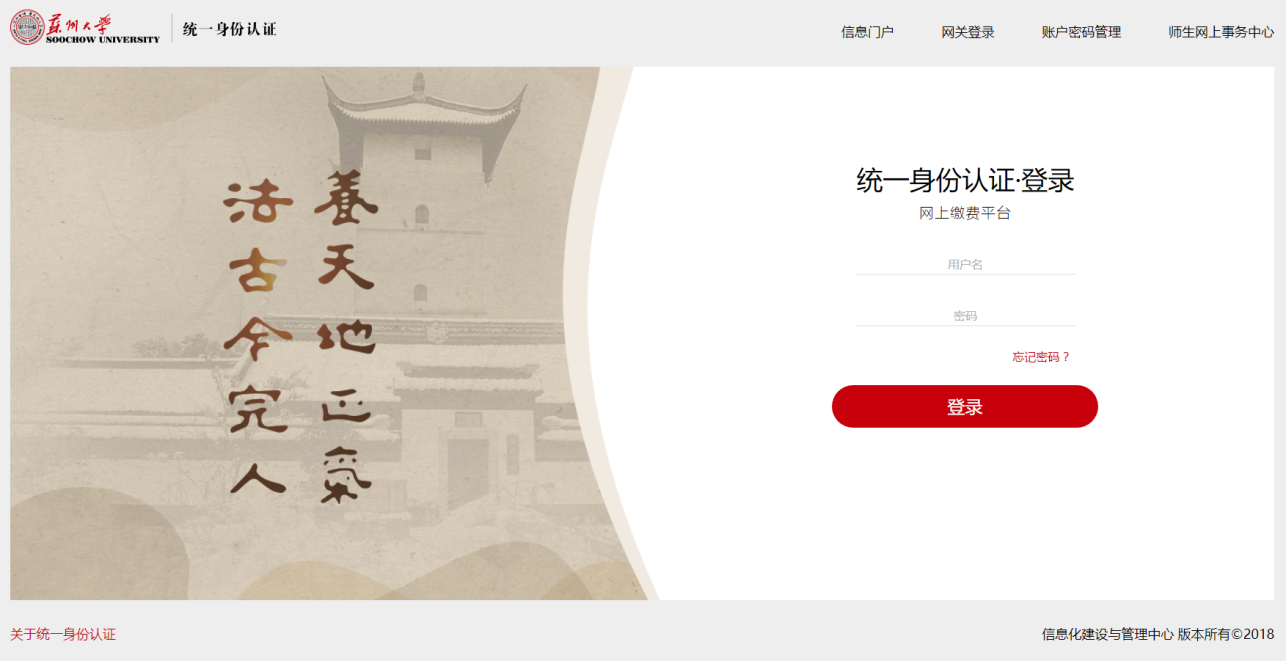 蘇州大学
SOOCHOW UNIVERSITY
统一身份认证
信息门户
网关登录
账户密码管理
师生网上事务中心
養天地正氣
法古今完人
统一身份认证·登录
网上缴费平台
用户名
密码
忘记密码？
登录
关于统一身份认证
信息化建设与管理中心 版本所有©2018